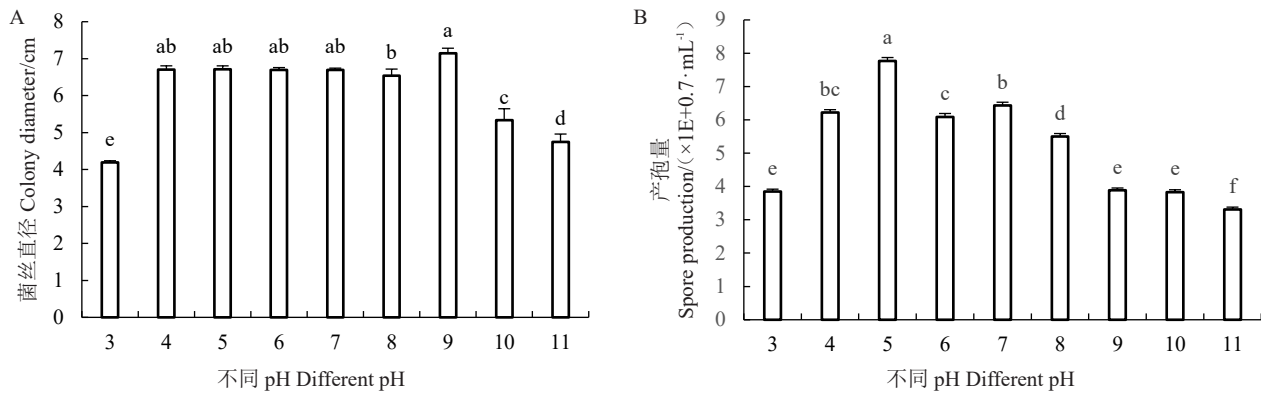 A
菌丝直径 Colony diameter/cm
8
7
6
5
4
3
2
1
0
e
ab
ab
ab
ab
b
a
c
d
3 4 5 6 7 8 9 10 11
不同 pH Different pH
B
产孢量
Spore production/(×1E+0.7·mL⁻¹)
9
8
7
6
5
4
3
2
1
0
e
bc
a
c
b
d
e
e
f
3 4 5 6 7 8 9 10 11
不同 pH Different pH